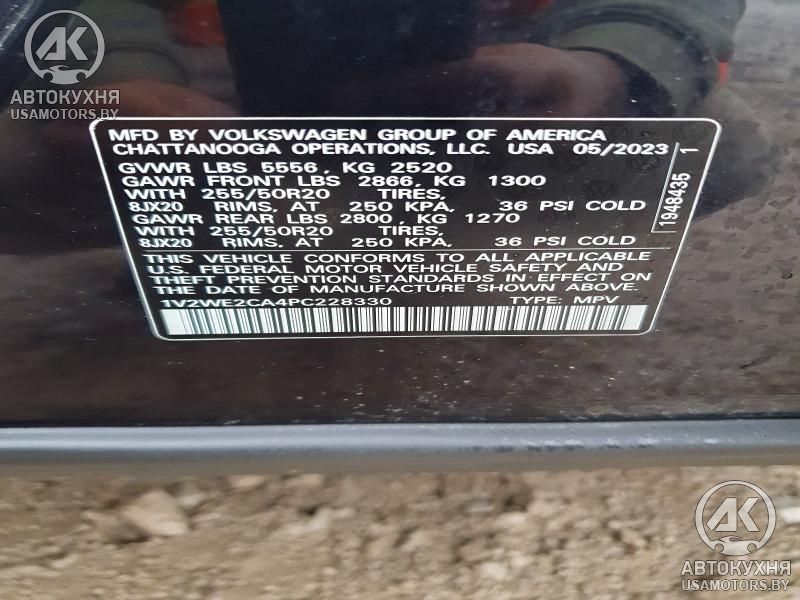 AK
АВТОКУХНЯ
USAMOTORS.BY
MFD BY VOLKSWAGEN GROUP OF AMERICA
CHATTANOOGA OPERATIONS, LLC. USA 05/2023
GVWR LBS 5556, KG 2520
GAWR FRONT LBS 2866, KG 1300
WITH 255/50R20 TIRES,
8JX20 RIMS, AT 250 KPA, 36 PSI COLD
GAWR REAR LBS 2800, KG 1270
WITH 255/50R20 TIRES,
8JX20 RIMS, AT 250 KPA, 36 PSI COLD
THIS VEHICLE CONFORMS TO ALL APPLICABLE
U.S. FEDERAL MOTOR VEHICLE SAFETY AND
THEFT PREVENTION STANDARDS IN EFFECT ON
THE DATE OF MANUFACTURE SHOWN ABOVE.
1V2WE2CA4PC228330 TYPE: MPV
1948435 1
AK
АВТОКУХНЯ
USAMOTORS.BY